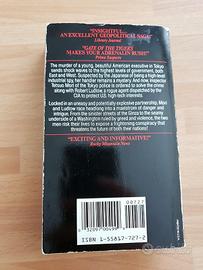 "INSIGHTFUL...
AN EXCELLENT GEOPOLITICAL SAGA"
Library Journal
"GATE OF THE TIGERS
MAKES YOUR ADRENALIN RUSH!"
Prime Suspects
The murder of a young, beautiful American executive in Tokyo
sends shock waves to the highest levels of government, both
East and West. Suspected by the Japanese of being a high level
industrial spy, her handler remains a mystery. And now, Inspector
Tetsuo Mori of the Tokyo police is ordered to solve the crime
along with Robert Ludlow, a rogue agent dispatched by the
CIA to protect U.S. high-tech interests.
Locked in an uneasy and potentially explosive partnership, Mori
and Ludlow race headlong into a maelstrom of danger and
intrigue. From the sinister streets of the Ginza to the seamy
underside of a Washington ruled by greed and violence, the two
men risk their lives to expose a frightening conspiracy that
threatens the future of both their nations!
"EXCITING AND INFORMATIVE!"
Rocky Mountain News
00727
ISBN 1-55817-727-2
subito